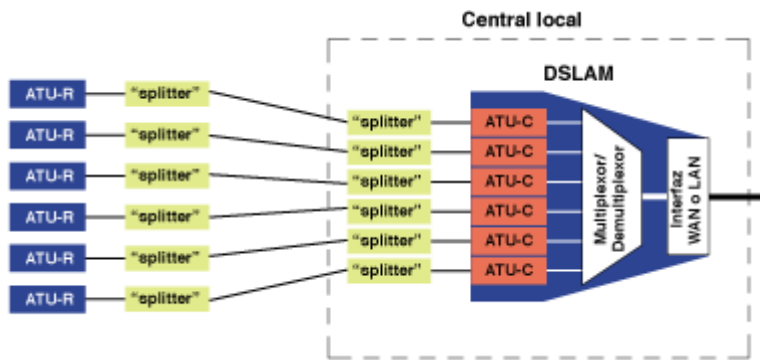 Central local
DSLAM
ATU-R
"splitter"
ATU-R
"splitter"
ATU-R
"splitter"
ATU-R
"splitter"
ATU-R
"splitter"
ATU-R
"splitter"
"splitter"
ATU-C
"splitter"
ATU-C
"splitter"
ATU-C
"splitter"
ATU-C
"splitter"
ATU-C
"splitter"
ATU-C
Multiplexor/
Demultiplexor
Interfaz
WAN o LAN